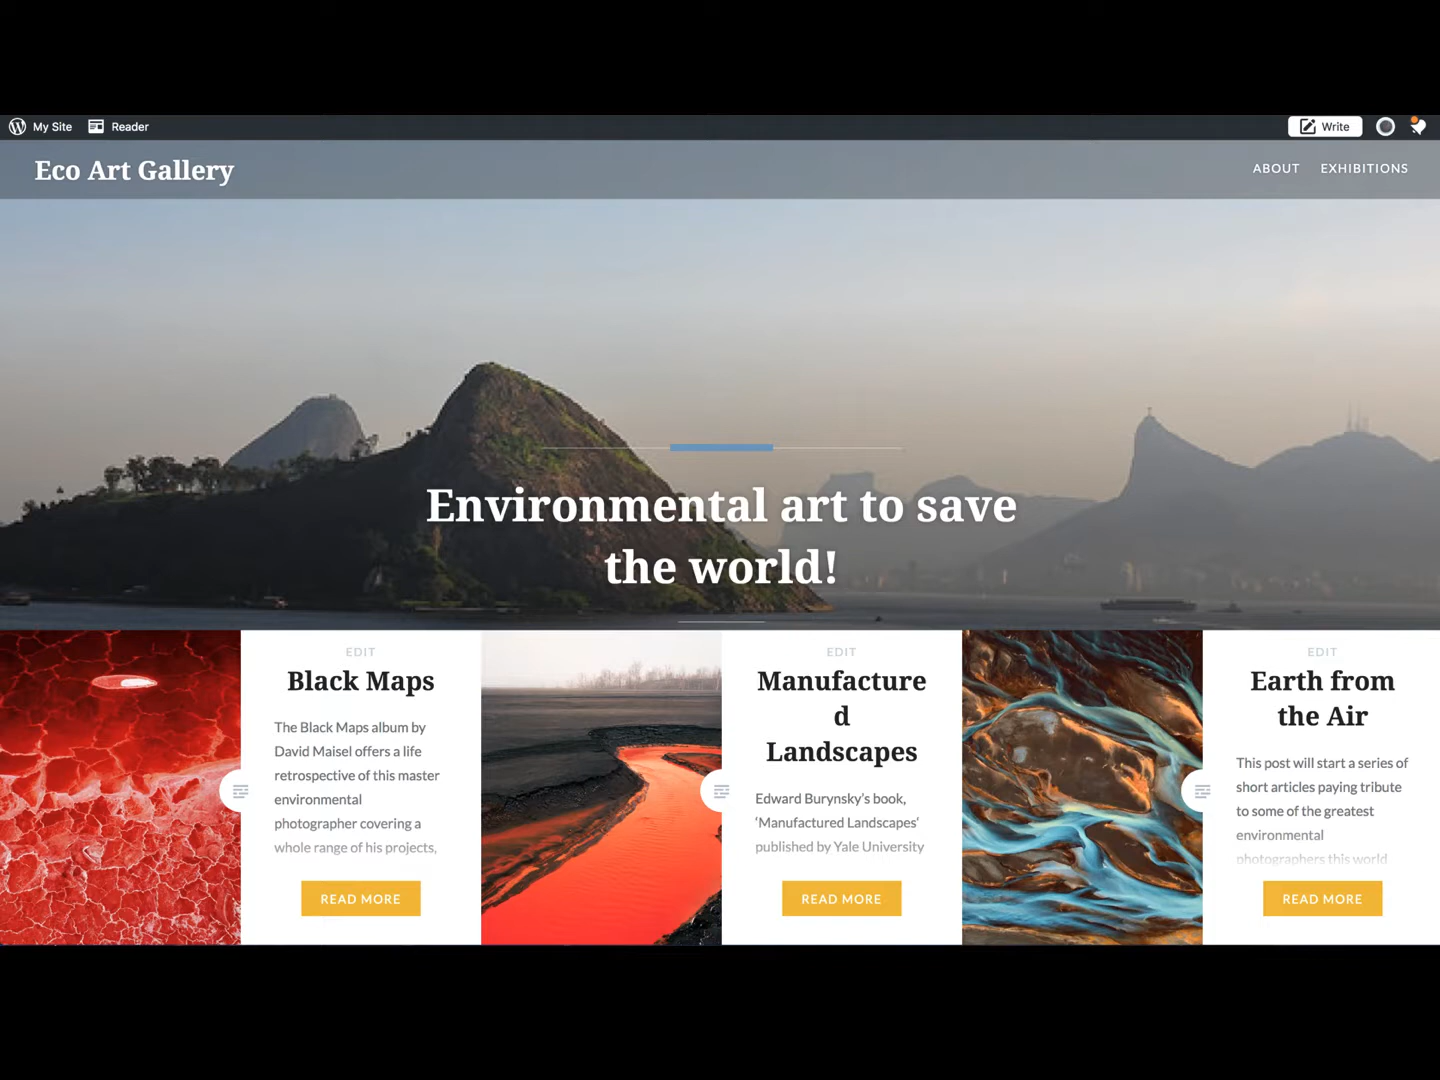 My Site Reader Write
Eco Art Gallery
ABOUT EXHIBITIONS
Environmental art to save
the world!
EDIT
Black Maps
The Black Maps album by
David Maisel offers a life
retrospective of this master
environmental
photographer covering a
whole range of his projects,
READ MORE
EDIT
Manufacture
d
Landscapes
Edward Burynsky's book,
'Manufactured Landscapes'
published by Yale University
READ MORE
EDIT
Earth from
the Air
This post will start a series of
short articles paying tribute
to some of the greatest
environmental
photographers this world
READ MORE